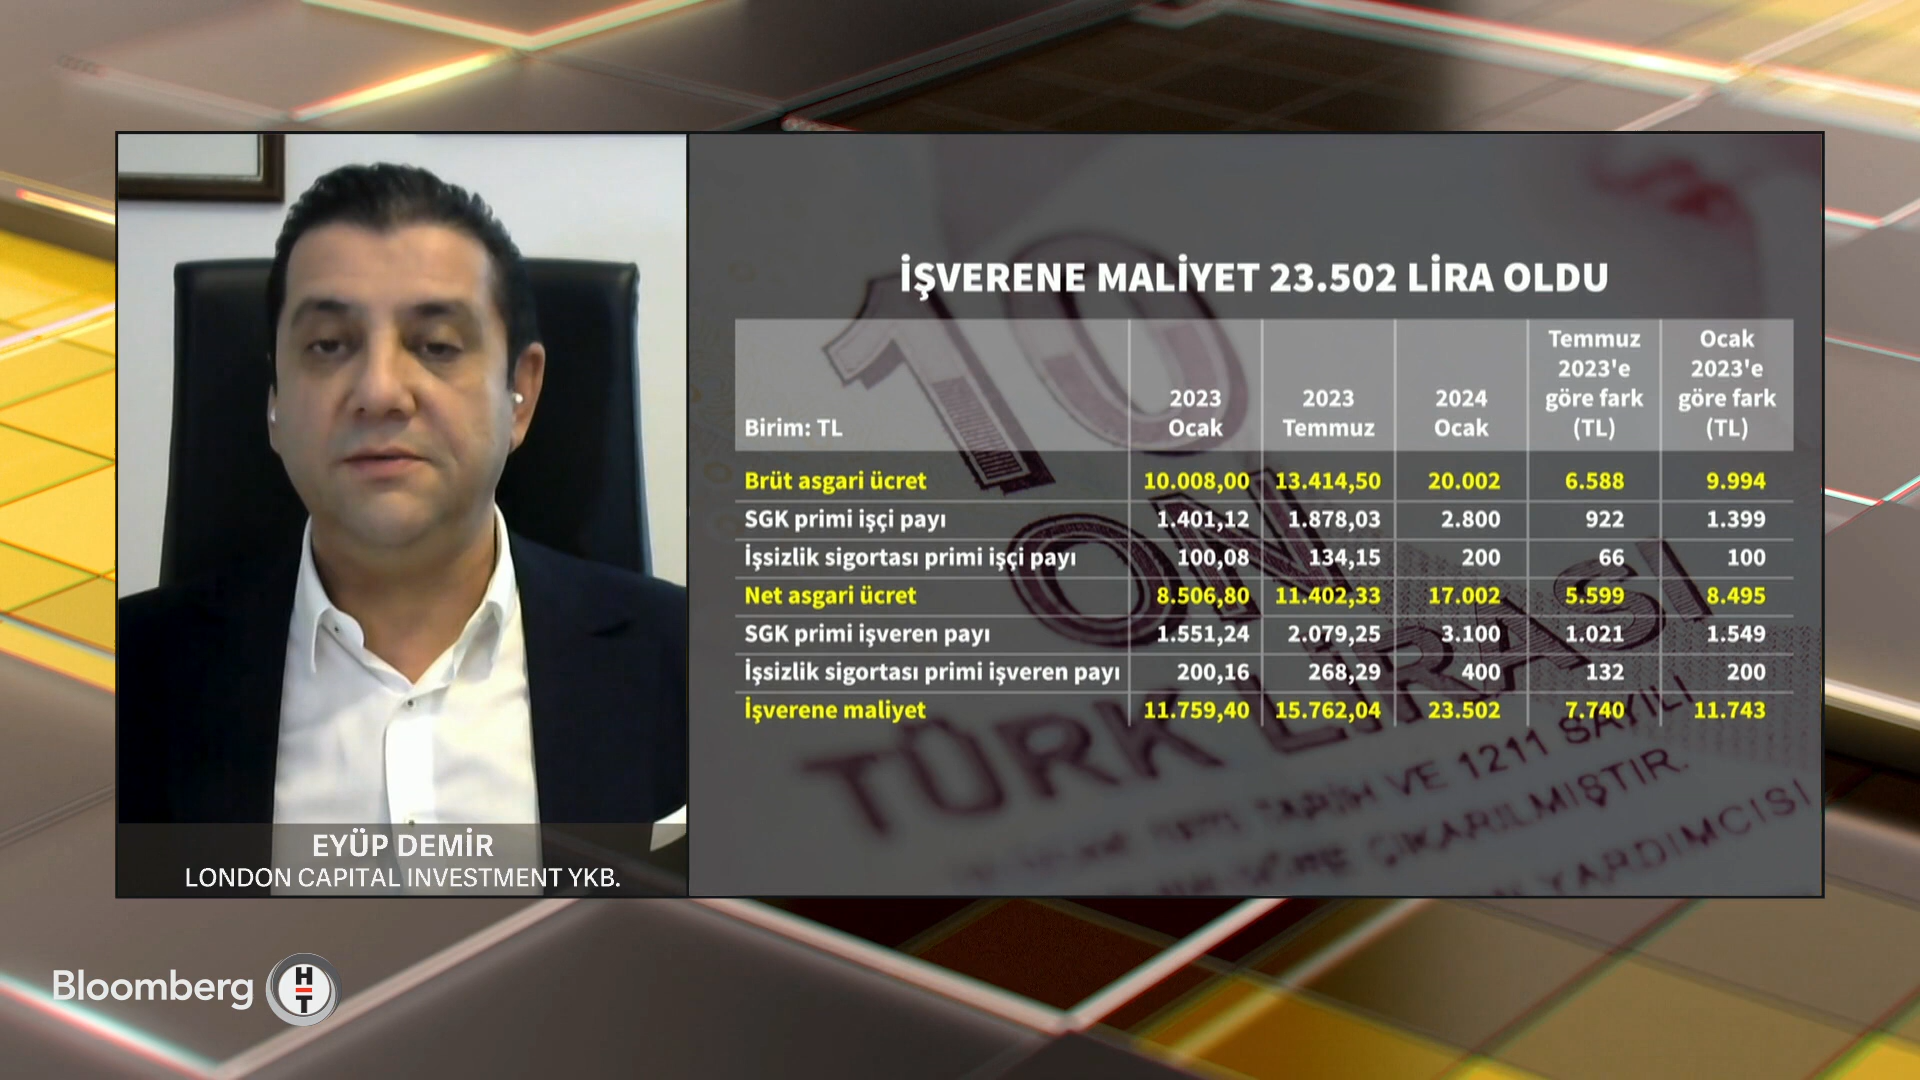 İŞVERENE MALİYET 23.502 LİRA OLDU
Birim: TL | 2023 Ocak | 2023 Temmuz | 2024 Ocak | Temmuz 2023'e göre fark (TL) | Ocak 2023'e göre fark (TL)
Brüt asgari ücret 10.008,00 13.414,50 20.002 6.588 9.994
SGK primi işçi payı 1.401,12 1.878,03 2.800 922 1.399
İşsizlik sigortası primi işçi payı 100,08 134,15 200 66 100
Net asgari ücret 8.506,80 11.402,33 17.002 5.599 8.495
SGK primi işveren payı 1.551,24 2.079,25 3.100 1.021 1.549
İşsizlik sigortası primi işveren payı 200,16 268,29 400 132 200
İşverene maliyet 11.759,40 15.762,04 23.502 7.740 11.743
10
ON
TÜRK LİRASI
VE 1211 SAYILI
ÇIKARILMIŞTIR.
YARDIMCISI
EYÜP DEMİR
LONDON CAPITAL INVESTMENT YKB.
Bloomberg HT